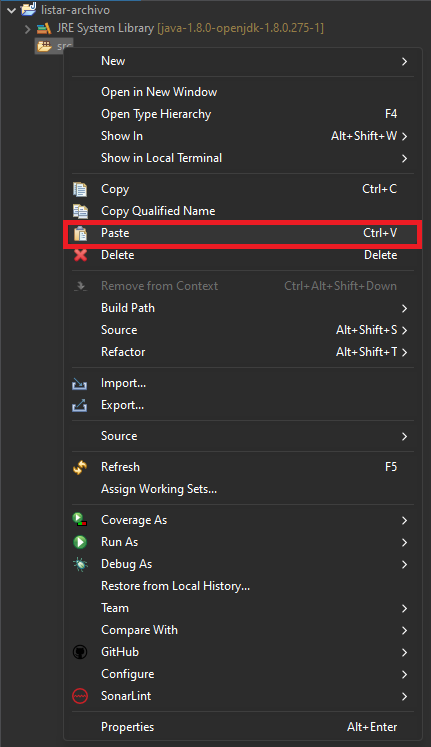 listar-archivo
JRE System Library [java-1.8.0-openjdk-1.8.0.275-1]
src
New
Open in New Window
Open Type Hierarchy F4
Show In Alt+Shift+W
Show in Local Terminal
Copy Ctrl+C
Copy Qualified Name
Paste Ctrl+V
Delete Delete
Remove from Context Ctrl+Alt+Shift+Down
Build Path
Source Alt+Shift+S
Refactor Alt+Shift+T
Import...
Export...
Source
Refresh F5
Assign Working Sets...
Coverage As
Run As
Debug As
Restore from Local History...
Team
Compare With
GitHub
Configure
SonarLint
Properties Alt+Enter